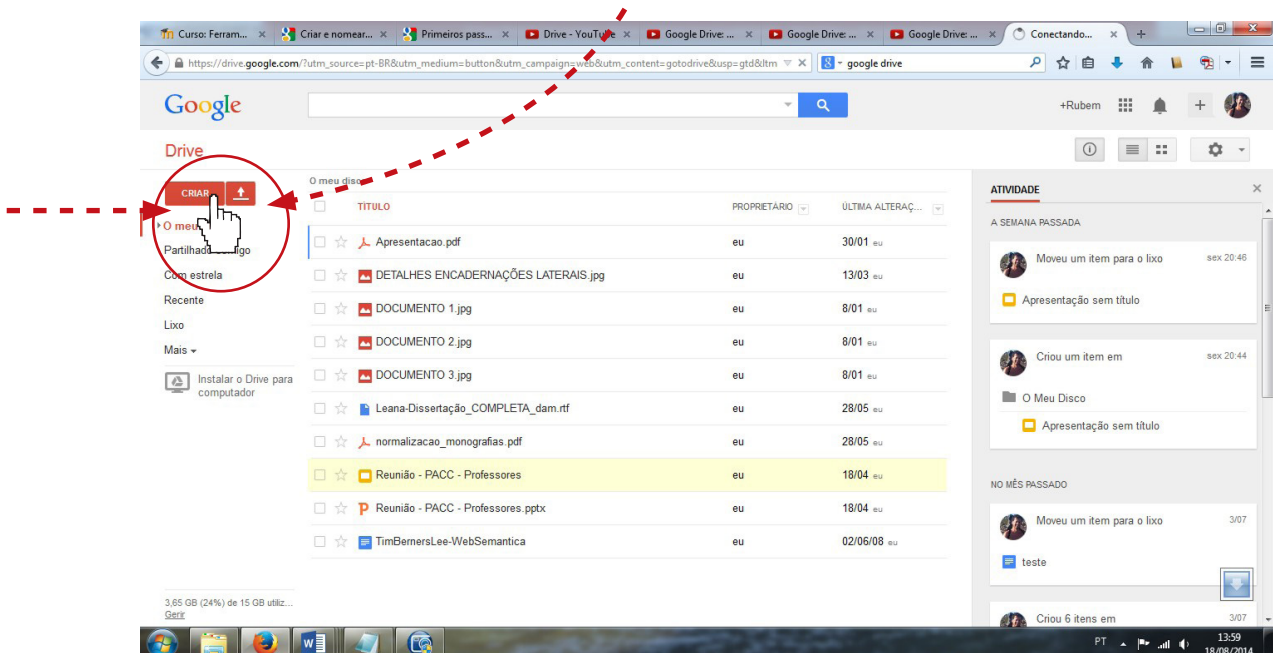 Curso: Ferram... Criar e nomear... Primeiros pass... Drive - YouTube Google Drive: ... Google Drive: ... Google Drive: ... Conectando...
https://drive.google.com/?utm_source=pt-BR&utm_medium=button&utm_campaign=web&utm_content=gotodrive&usp=gtd&ltm google drive
Google +Rubem
Drive
CRIAR
O meu
Partilhado
Com estrela
Recente
Lixo
Mais
Instalar o Drive para
computador
3,65 GB (24%) de 15 GB utiliz...
Gerir
O meu disco
TÍTULO PROPRIETÁRIO ÚLTIMA ALTERAÇ...
Apresentacao.pdf eu 30/01 eu
DETALHES ENCADERNAÇÕES LATERAIS.jpg eu 13/03 eu
DOCUMENTO 1.jpg eu 8/01 eu
DOCUMENTO 2.jpg eu 8/01 eu
DOCUMENTO 3.jpg eu 8/01 eu
Leana-Dissertação_COMPLETA_dam.rtf eu 28/05 eu
normalizacao_monografias.pdf eu 28/05 eu
Reunião - PACC - Professores eu 18/04 eu
Reunião - PACC - Professores.pptx eu 18/04 eu
TimBernersLee-WebSemantica eu 02/06/08 eu
ATIVIDADE
A SEMANA PASSADA
Moveu um item para o lixo sex 20:46
Apresentação sem título
Criou um item em sex 20:44
O Meu Disco
Apresentação sem título
NO MÊS PASSADO
Moveu um item para o lixo 3/07
teste
Criou 6 itens em 3/07
PT 13:59
18/08/2014